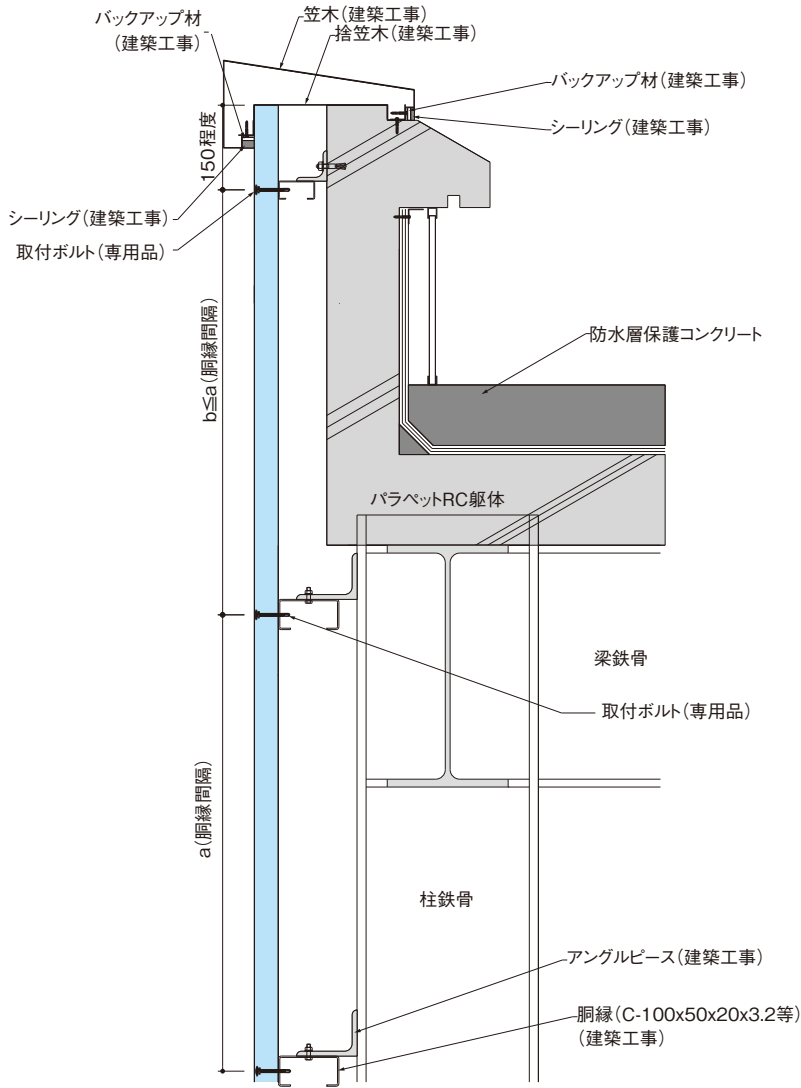 バックアップ材
(建築工事)
笠木(建築工事)
捨笠木(建築工事)
バックアップ材(建築工事)
シーリング(建築工事)
150程度
シーリング(建築工事)
取付ボルト(専用品)
b≦a(胴縁間隔)
防水層保護コンクリート
パラペットRC躯体
梁鉄骨
取付ボルト(専用品)
a(胴縁間隔)
柱鉄骨
アングルピース(建築工事)
胴縁(C-100x50x20x3.2等)
(建築工事)